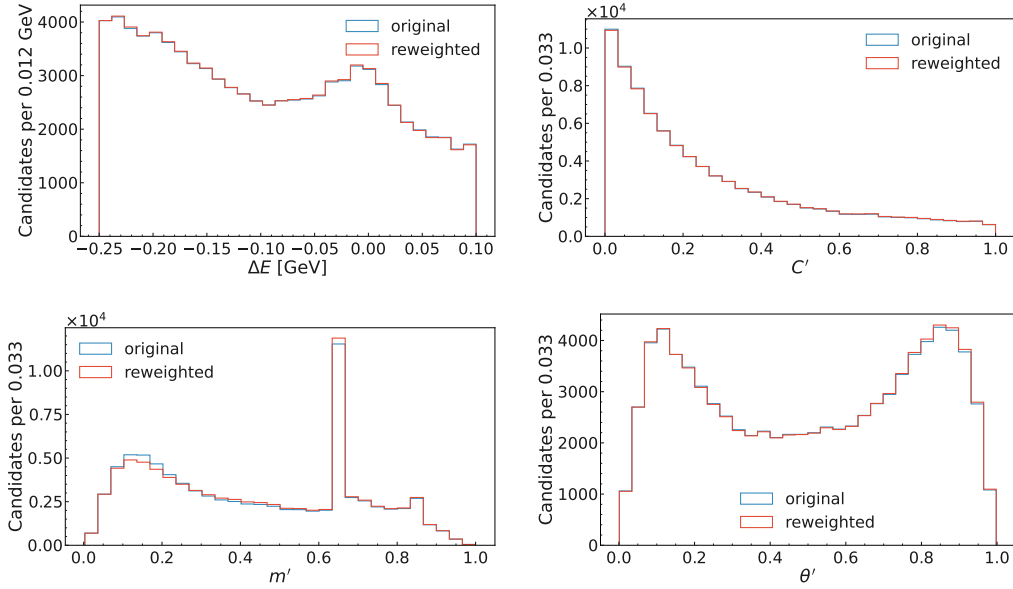 Candidates per 0.012 GeV
4000
3000
2000
1000
0
original
reweighted
−0.25 −0.20 −0.15 −0.10 −0.05 0.00 0.05 0.10
ΔE [GeV]
×10⁴
Candidates per 0.033
1.0
0.8
0.6
0.4
0.2
0.0
original
reweighted
0.0 0.2 0.4 0.6 0.8 1.0
C′
×10⁴
Candidates per 0.033
1.00
0.75
0.50
0.25
0.00
original
reweighted
0.0 0.2 0.4 0.6 0.8 1.0
m′
Candidates per 0.033
4000
3000
2000
1000
0
original
reweighted
0.0 0.2 0.4 0.6 0.8 1.0
θ′